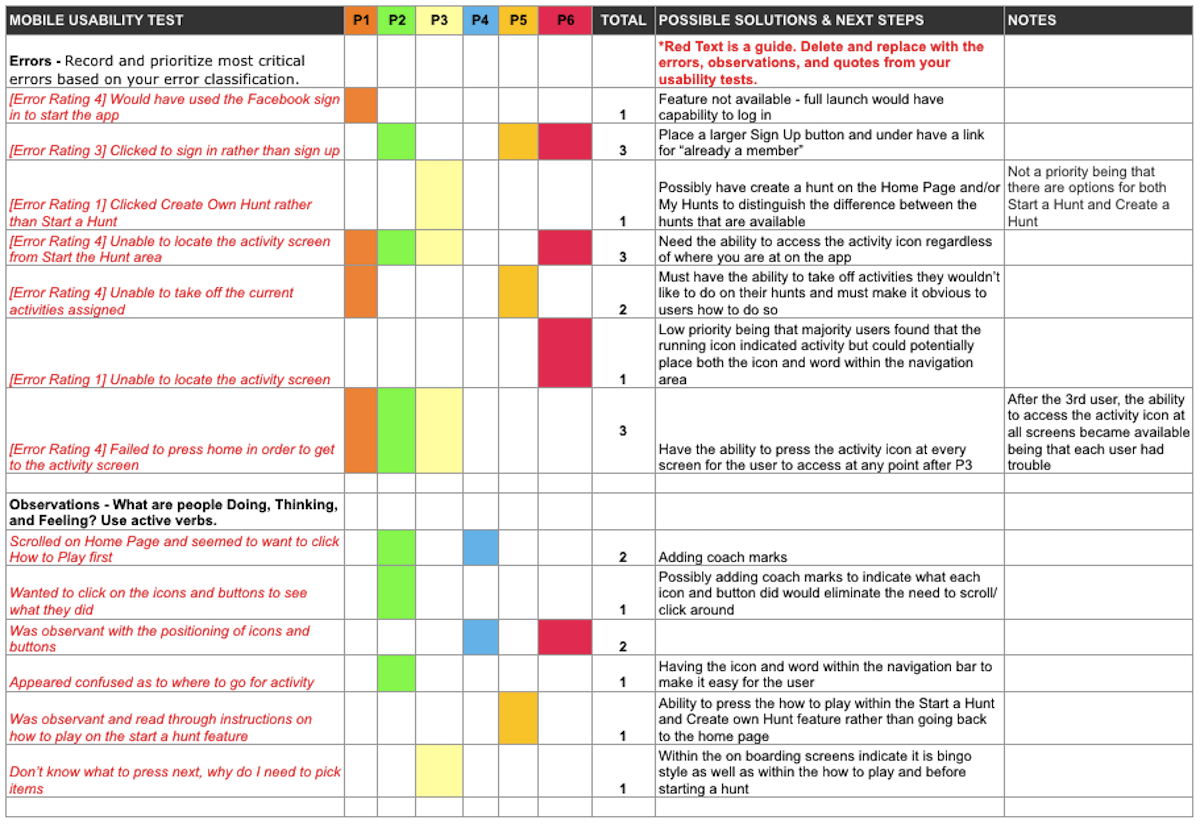 MOBILE USABILITY TEST P1 P2 P3 P4 P5 P6 TOTAL POSSIBLE SOLUTIONS & NEXT STEPS NOTES
Errors - Record and prioritize most critical
errors based on your error classification.
*Red Text is a guide. Delete and replace with the
errors, observations, and quotes from your
usability tests.
[Error Rating 4] Would have used the Facebook sign
in to start the app
1
Feature not available - full launch would have
capability to log in
[Error Rating 3] Clicked to sign in rather than sign up
3
Place a larger Sign Up button and under have a link
for “already a member”
[Error Rating 1] Clicked Create Own Hunt rather
than Start a Hunt
1
Possibly have create a hunt on the Home Page and/or
My Hunts to distinguish the difference between the
hunts that are available
Not a priority being that
there are options for both
Start a Hunt and Create a
Hunt
[Error Rating 4] Unable to locate the activity screen
from Start the Hunt area
3
Need the ability to access the activity icon regardless
of where you are at on the app
[Error Rating 4] Unable to take off the current
activities assigned
2
Must have the ability to take off activities they wouldn’t
like to do on their hunts and must make it obvious to
users how to do so
[Error Rating 1] Unable to locate the activity screen
1
Low priority being that majority users found that the
running icon indicated activity but could potentially
place both the icon and word within the navigation
area
[Error Rating 4] Failed to press home in order to get
to the activity screen
3
Have the ability to press the activity icon at every
screen for the user to access at any point after P3
After the 3rd user, the ability
to access the activity icon at
all screens became available
being that each user had
trouble
Observations - What are people Doing, Thinking,
and Feeling? Use active verbs.
Scrolled on Home Page and seemed to want to click
How to Play first
2
Adding coach marks
Wanted to click on the icons and buttons to see
what they did
1
Possibly adding coach marks to indicate what each
icon and button did would eliminate the need to scroll/
click around
Was observant with the positioning of icons and
buttons
2
Appeared confused as to where to go for activity
1
Having the icon and word within the navigation bar to
make it easy for the user
Was observant and read through instructions on
how to play on the start a hunt feature
1
Ability to press the how to play within the Start a Hunt
and Create own Hunt feature rather than going back
to the home page
Don’t know what to press next, why do I need to pick
items
1
Within the on boarding screens indicate it is bingo
style as well as within the how to play and before
starting a hunt